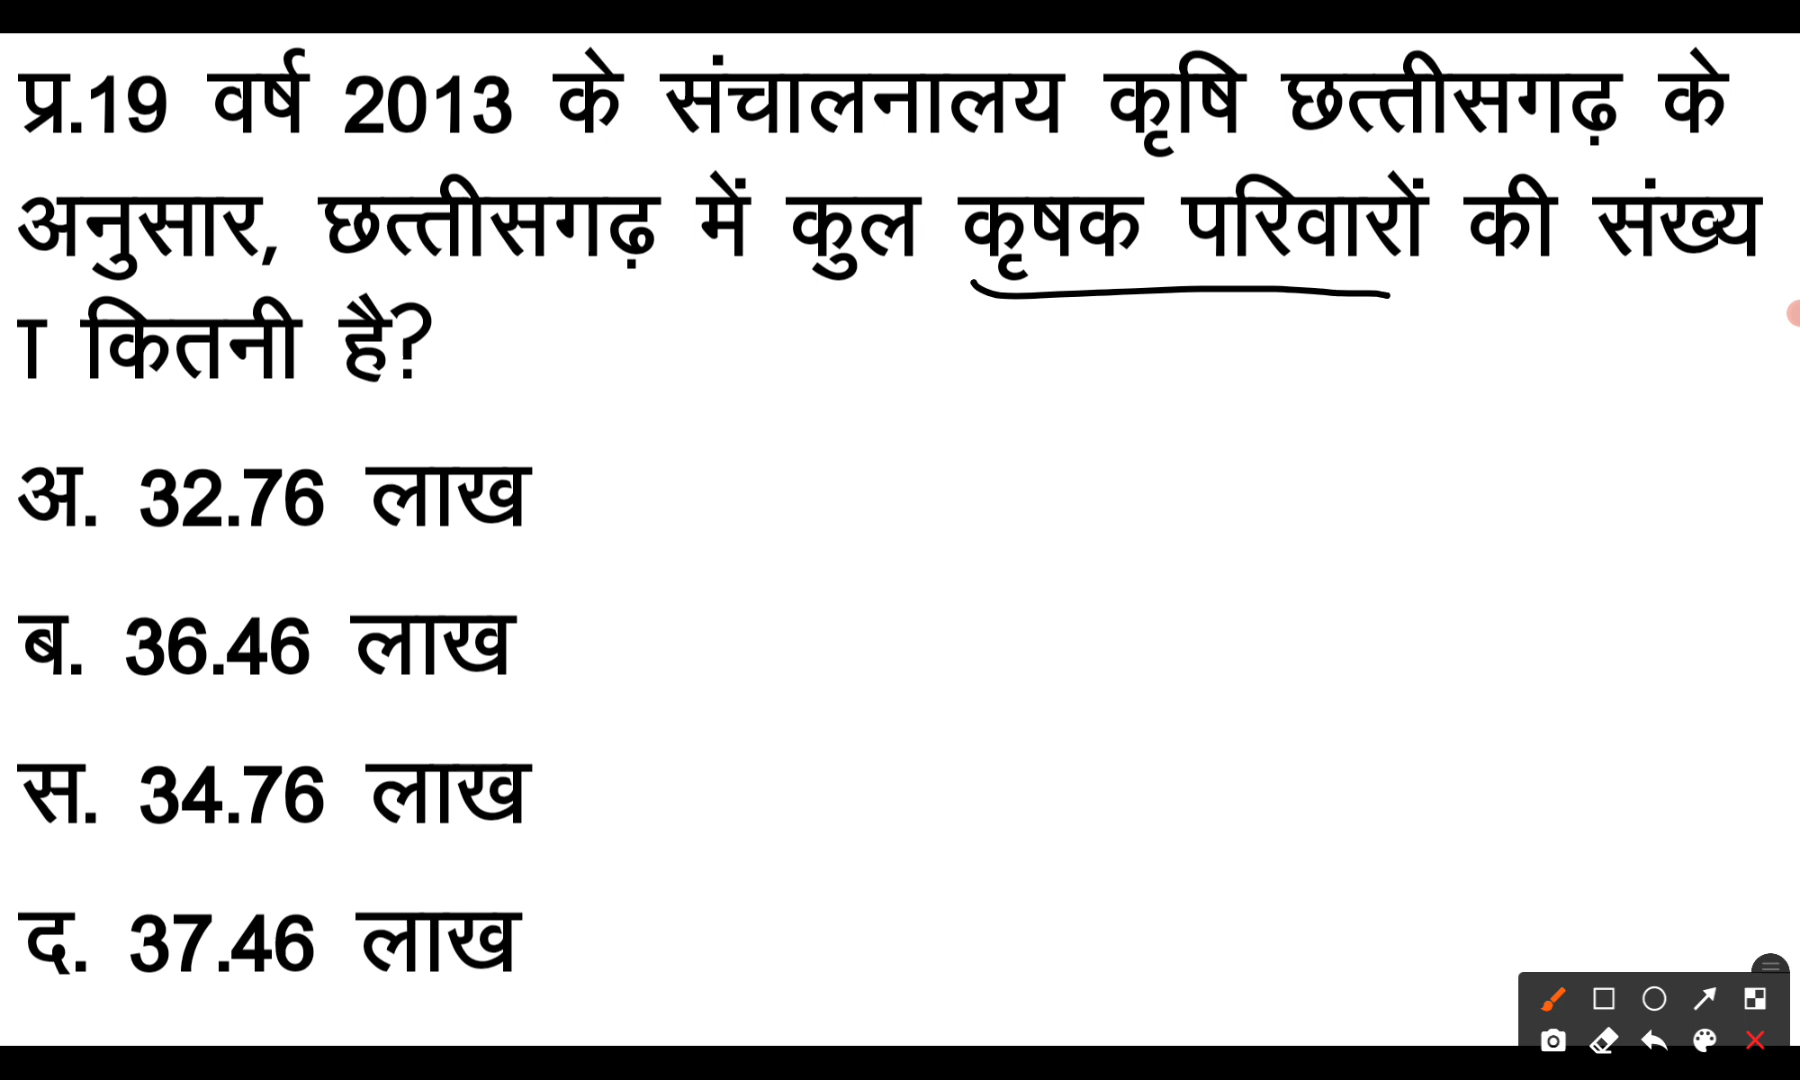 प्र.19 वर्ष 2013 के संचालनालय कृषि छत्तीसगढ़ के
अनुसार, छत्तीसगढ़ में कुल कृषक परिवारों की संख्य
ा कितनी है?
अ. 32.76 लाख
ब. 36.46 लाख
स. 34.76 लाख
द. 37.46 लाख